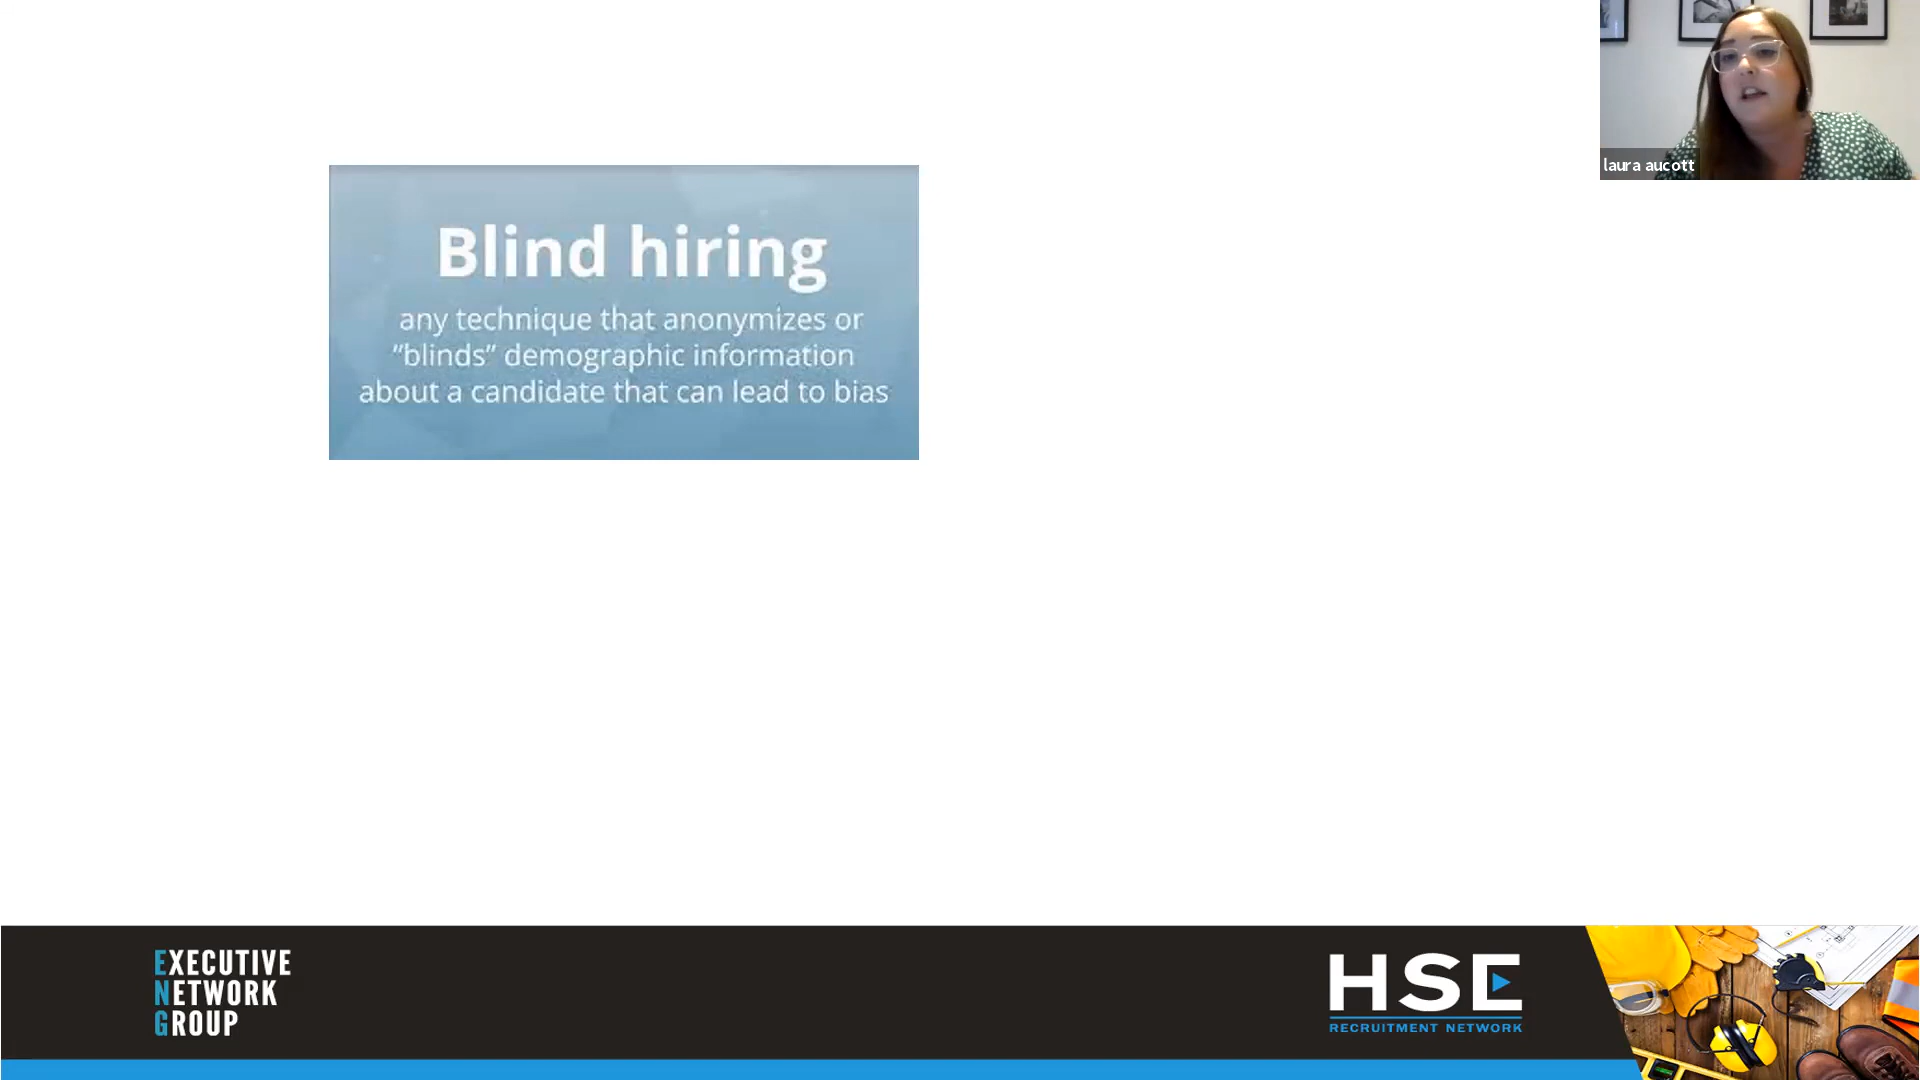 Blind hiring
any technique that anonymizes or
“blinds” demographic information
about a candidate that can lead to bias
laura aucott
EXECUTIVE
NETWORK
GROUP
HSE
RECRUITMENT NETWORK